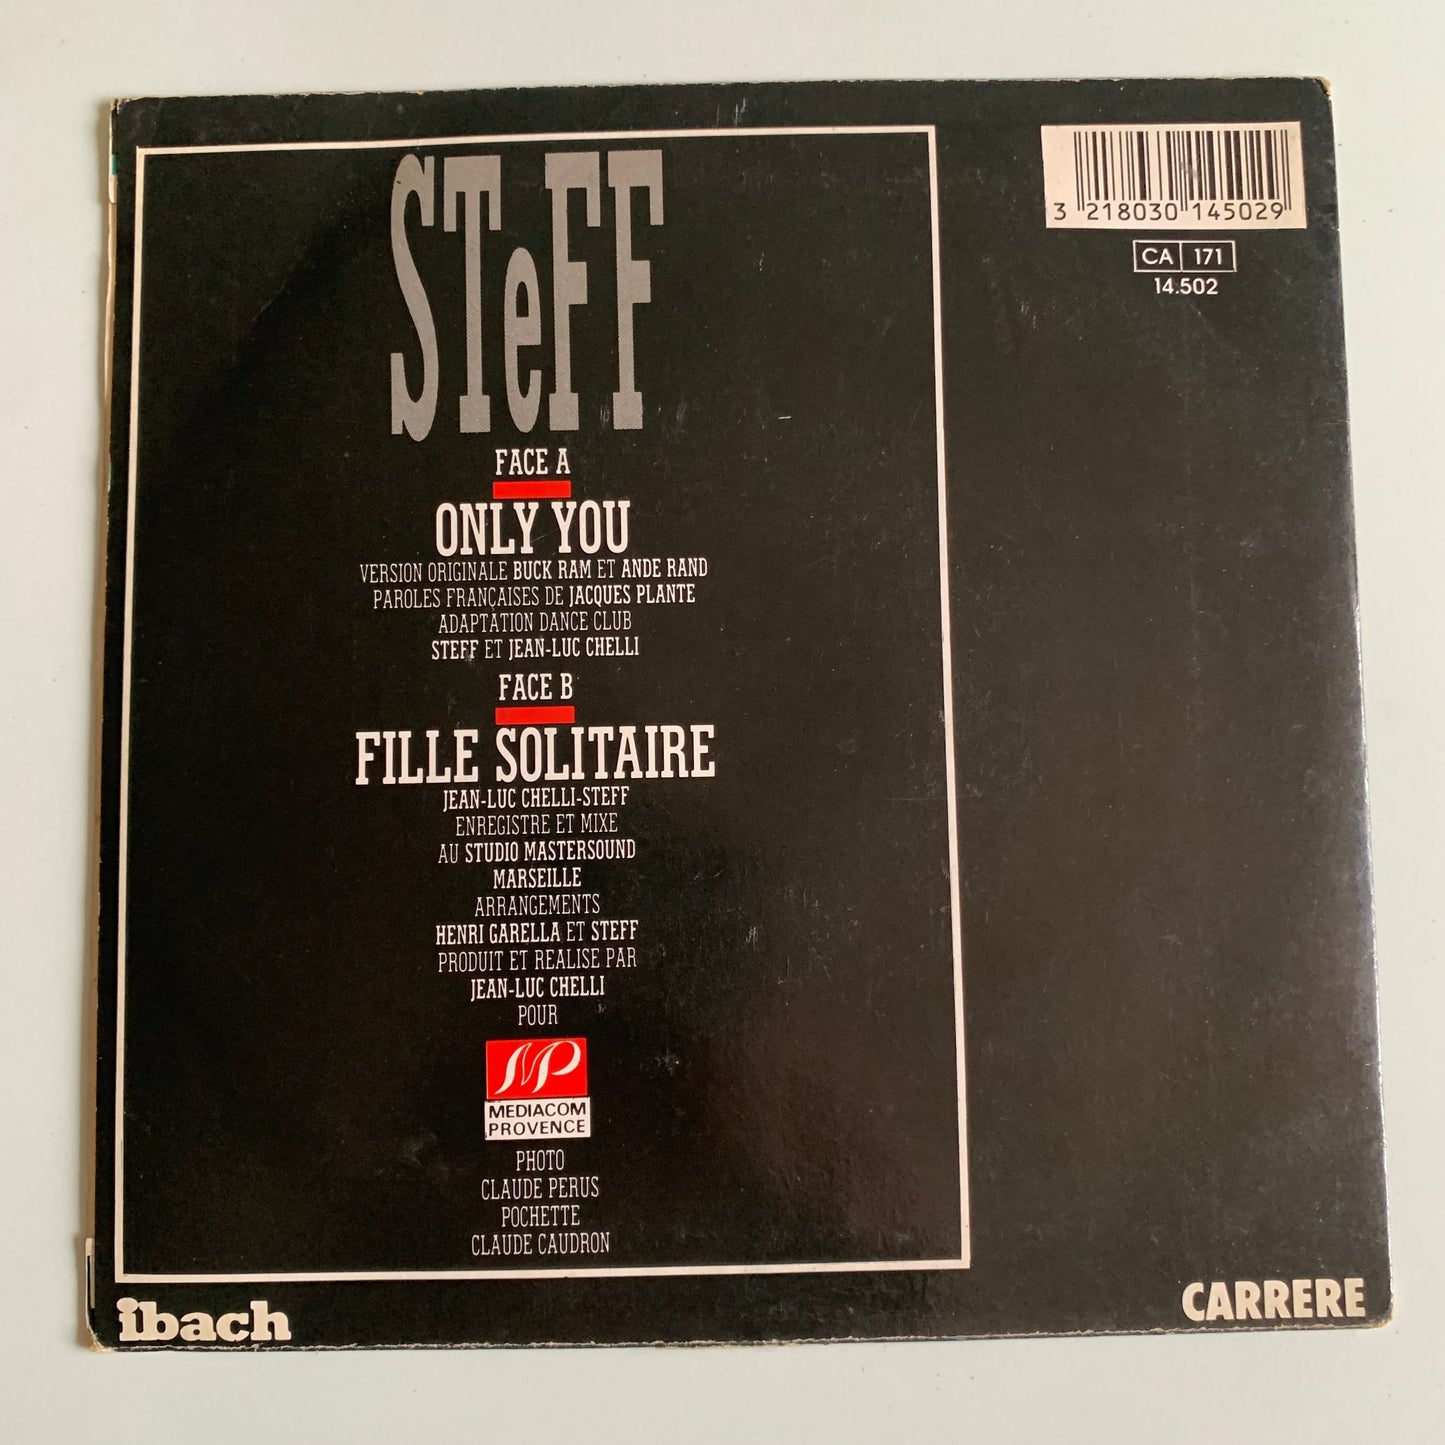 STeFF
FACE A
ONLY YOU
VERSION ORIGINALE BUCK RAM ET ANDE RAND
PAROLES FRANÇAISES DE JACQUES PLANTE
ADAPTATION DANCE CLUB
STEFF ET JEAN-LUC CHELLI
FACE B
FILLE SOLITAIRE
JEAN-LUC CHELLI-STEFF
ENREGISTRE ET MIXE
AU STUDIO MASTERSOUND
MARSEILLE
ARRANGEMENTS
HENRI GARELLA ET STEFF
PRODUIT ET REALISE PAR
JEAN-LUC CHELLI
POUR
MP
MEDIACOM
PROVENCE
PHOTO
CLAUDE PERUS
POCHETTE
CLAUDE CAUDRON
3 218030 145029
CA 171
14.502
ibach
CARRERE